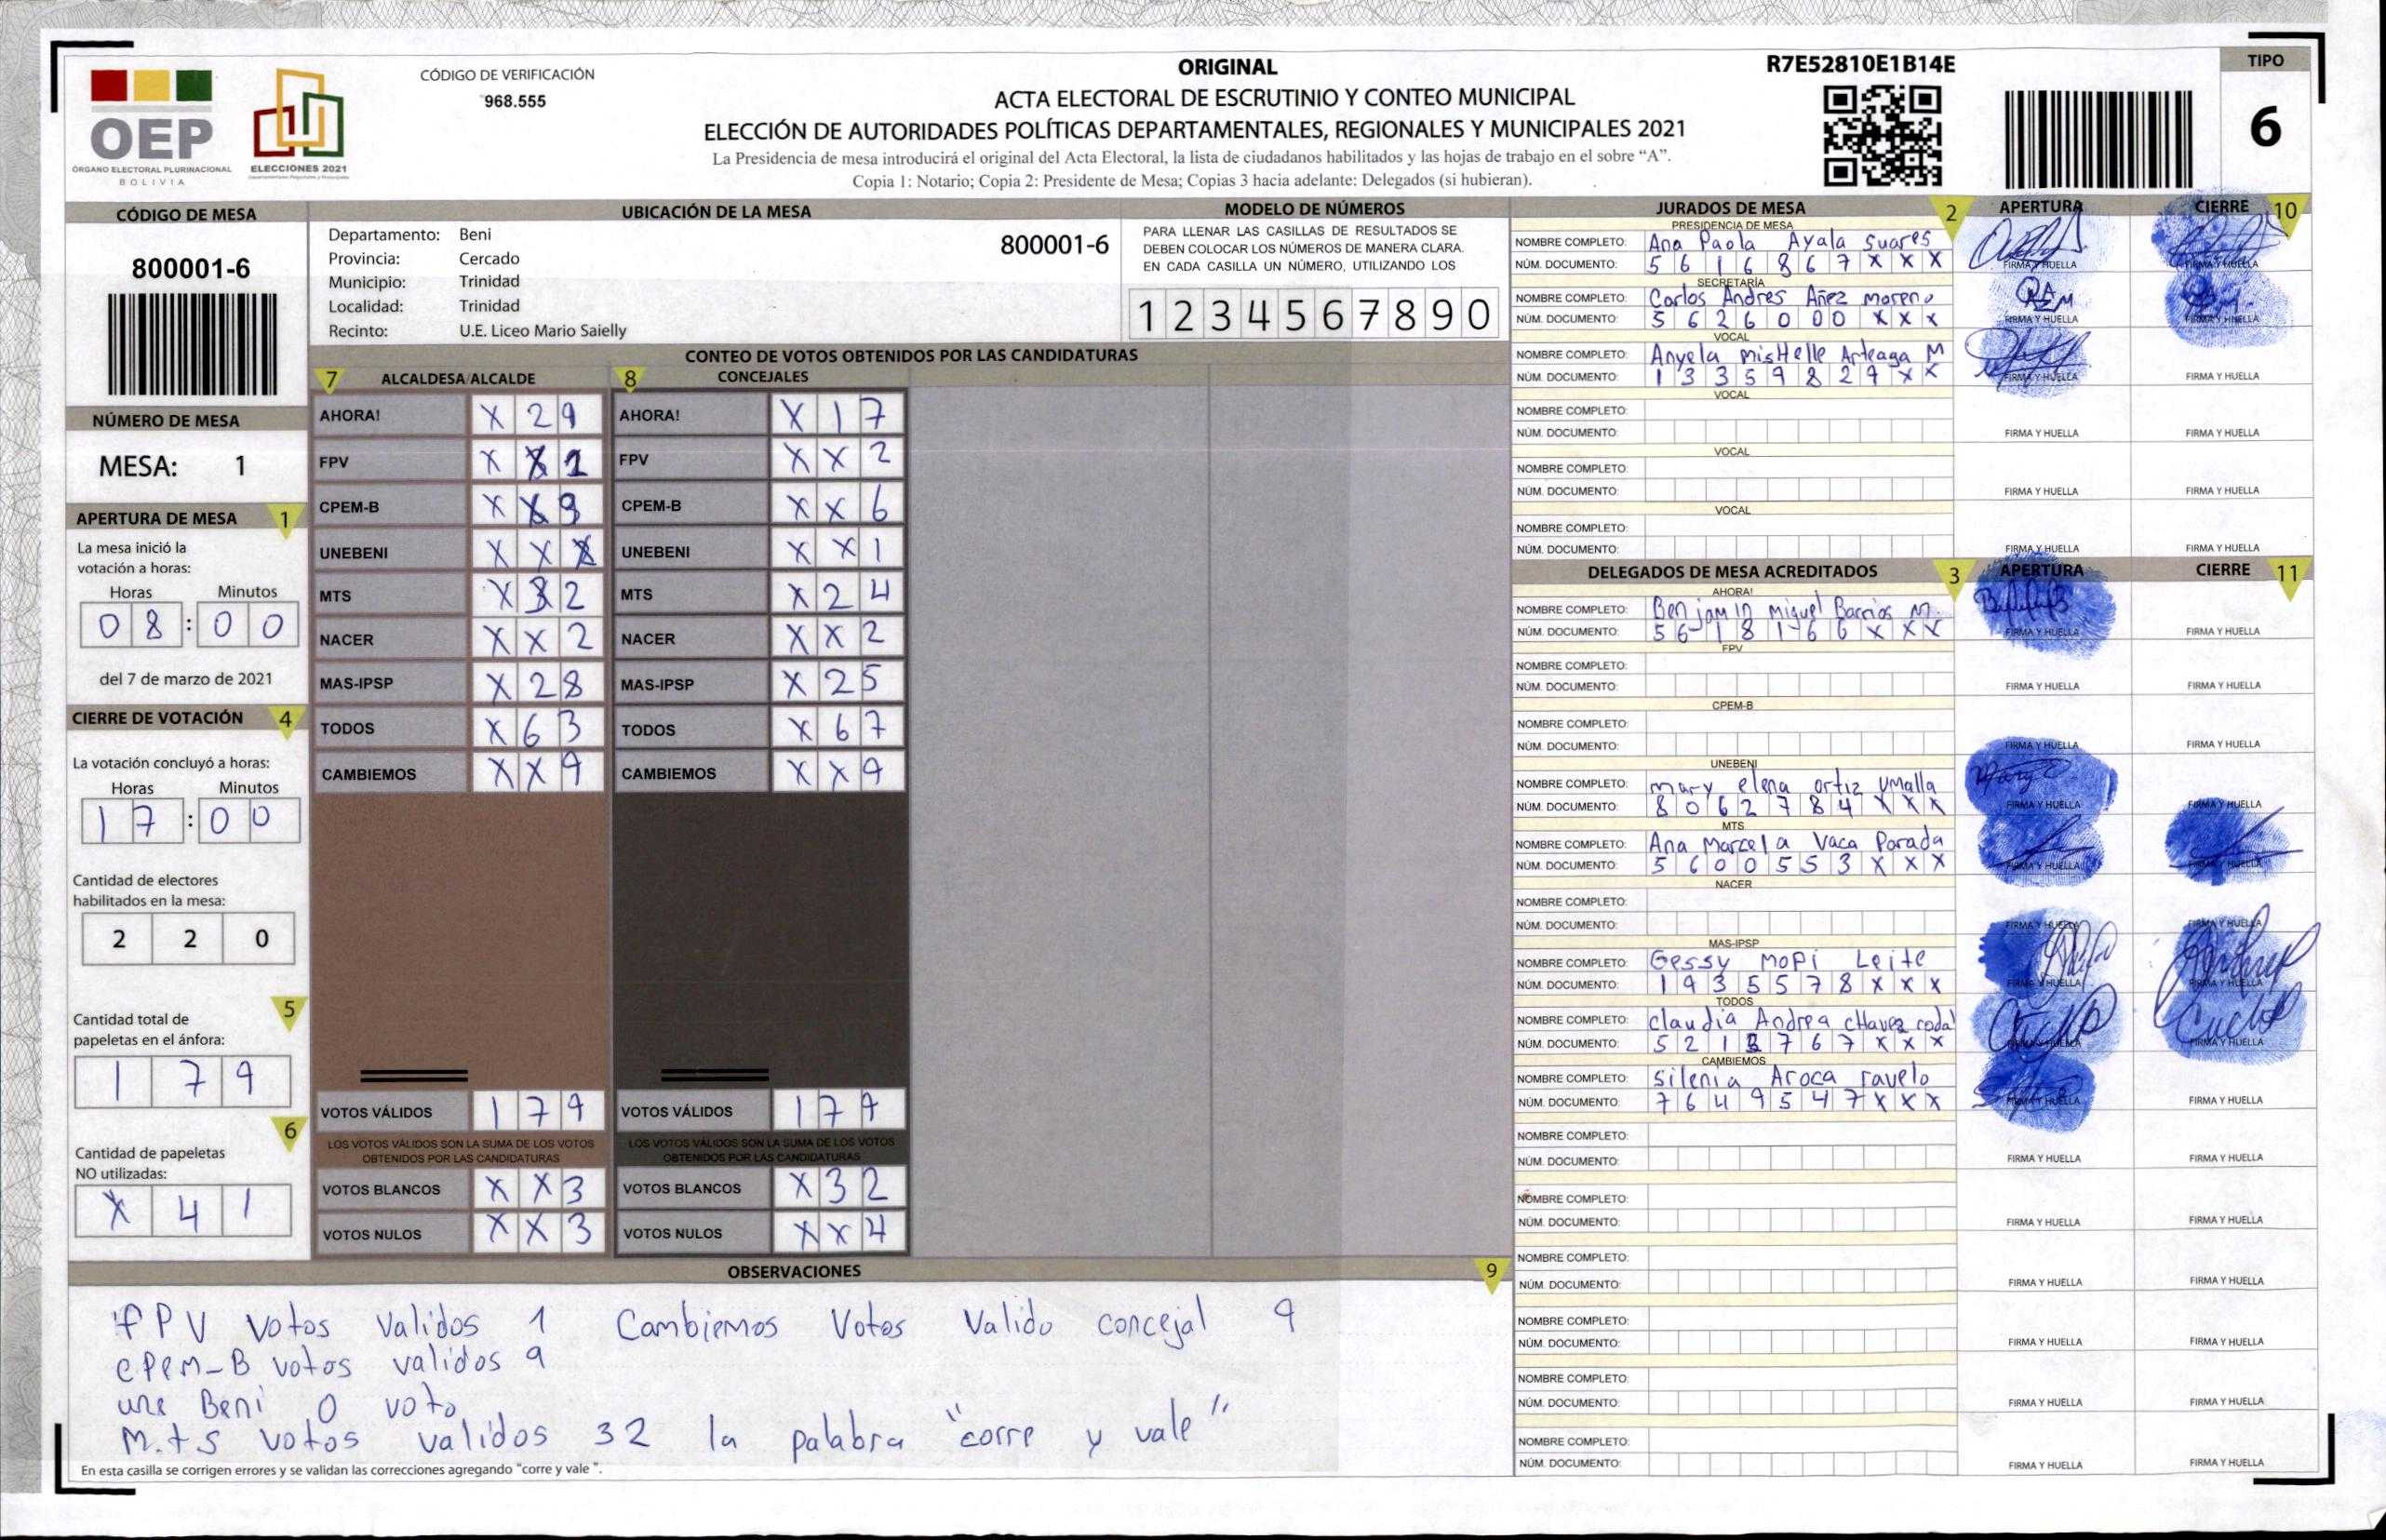 OEP
ÓRGANO ELECTORAL PLURINACIONAL
BOLIVIA
ELECCIONES 2021
CÓDIGO DE VERIFICACIÓN
968.555
ORIGINAL
ACTA ELECTORAL DE ESCRUTINIO Y CONTEO MUNICIPAL
ELECCIÓN DE AUTORIDADES POLÍTICAS DEPARTAMENTALES, REGIONALES Y MUNICIPALES 2021
La Presidencia de mesa introducirá el original del Acta Electoral, la lista de ciudadanos habilitados y las hojas de trabajo en el sobre “A”.
Copia 1: Notario; Copia 2: Presidente de Mesa; Copias 3 hacia adelante: Delegados (si hubieran).
R7E52810E1B14E
TIPO
6
CÓDIGO DE MESA
800001-6
NÚMERO DE MESA
MESA: 1
APERTURA DE MESA 1
La mesa inició la
votación a horas:
Horas Minutos
08:00
del 7 de marzo de 2021
CIERRE DE VOTACIÓN 4
La votación concluyó a horas:
Horas Minutos
17:00
Cantidad de electores
habilitados en la mesa:
2 2 0
5
Cantidad total de
papeletas en el ánfora:
1 7 9
6
Cantidad de papeletas
NO utilizadas:
X 4 1
UBICACIÓN DE LA MESA
Departamento: Beni
Provincia: Cercado
Municipio: Trinidad
Localidad: Trinidad
Recinto: U.E. Liceo Mario Saielly
800001-6
MODELO DE NÚMEROS
PARA LLENAR LAS CASILLAS DE RESULTADOS SE
DEBEN COLOCAR LOS NÚMEROS DE MANERA CLARA.
EN CADA CASILLA UN NÚMERO, UTILIZANDO LOS
1 2 3 4 5 6 7 8 9 0
CONTEO DE VOTOS OBTENIDOS POR LAS CANDIDATURAS
7 ALCALDESA/ALCALDE 8 CONCEJALES
AHORA! X 2 9 AHORA! X 1 7
FPV X X 1 FPV X X 2
CPEM-B X X 9 CPEM-B X X 6
UNEBENI X X X UNEBENI X X 1
MTS X 3 2 MTS X 2 4
NACER X X 2 NACER X X 2
MAS-IPSP X 2 8 MAS-IPSP X 2 5
TODOS X 6 3 TODOS X 6 7
CAMBIEMOS X X 9 CAMBIEMOS X X 9
VOTOS VÁLIDOS 1 7 9 VOTOS VÁLIDOS 1 7 9
LOS VOTOS VÁLIDOS SON LA SUMA DE LOS VOTOS LOS VOTOS VÁLIDOS SON LA SUMA DE LOS VOTOS
OBTENIDOS POR LAS CANDIDATURAS OBTENIDOS POR LAS CANDIDATURAS
VOTOS BLANCOS X X 3 VOTOS BLANCOS X 3 2
VOTOS NULOS X X 3 VOTOS NULOS X X 4
OBSERVACIONES 9
FPV votos validos 1 Cambiemos Votos Valido concejal 9
CPEM-B votos validos 9
une Beni 0 voto
M.t s votos validos 32 la palabra "corre y vale"
En esta casilla se corrigen errores y se validan las correcciones agregando "corre y vale ".
JURADOS DE MESA 2 APERTURA CIERRE 10
PRESIDENCIA DE MESA
NOMBRE COMPLETO: Ana Paola Ayala Suares
NÚM. DOCUMENTO: 5 6 1 6 8 6 7 X X X FIRMA Y HUELLA FIRMA Y HUELLA
SECRETARÍA
NOMBRE COMPLETO: Carlos Andres Añez Moreno
NÚM. DOCUMENTO: 5 6 2 6 0 0 0 X X X FIRMA Y HUELLA FIRMA Y HUELLA
VOCAL
NOMBRE COMPLETO: Anyela MisHelle Arteaga M
NÚM. DOCUMENTO: 1 3 3 5 9 8 2 9 X X FIRMA Y HUELLA FIRMA Y HUELLA
VOCAL
NOMBRE COMPLETO:
NÚM. DOCUMENTO: FIRMA Y HUELLA FIRMA Y HUELLA
VOCAL
NOMBRE COMPLETO:
NÚM. DOCUMENTO: FIRMA Y HUELLA FIRMA Y HUELLA
VOCAL
NOMBRE COMPLETO:
NÚM. DOCUMENTO: FIRMA Y HUELLA FIRMA Y HUELLA
DELEGADOS DE MESA ACREDITADOS 3 APERTURA CIERRE 11
AHORA!
NOMBRE COMPLETO: Benjamin Miguel Barrios M.
NÚM. DOCUMENTO: 5 6 1 8 1 6 6 X X X FIRMA Y HUELLA FIRMA Y HUELLA
FPV
NOMBRE COMPLETO:
NÚM. DOCUMENTO: FIRMA Y HUELLA FIRMA Y HUELLA
CPEM-B
NOMBRE COMPLETO:
NÚM. DOCUMENTO: FIRMA Y HUELLA FIRMA Y HUELLA
UNEBENI
NOMBRE COMPLETO: mary elena ortiz
NÚM. DOCUMENTO: 8 0 6 2 7 8 4 X X X FIRMA Y HUELLA FIRMA Y HUELLA
MTS
NOMBRE COMPLETO: Ana Marcela Vaca Parada
NÚM. DOCUMENTO: 5 6 0 0 5 5 3 X X X FIRMA Y HUELLA FIRMA Y HUELLA
NACER
NOMBRE COMPLETO:
NÚM. DOCUMENTO: FIRMA Y HUELLA FIRMA Y HUELLA
MAS-IPSP
NOMBRE COMPLETO: Gessy Mopi Leite
NÚM. DOCUMENTO: 1 9 3 5 5 7 8 X X X FIRMA Y HUELLA FIRMA Y HUELLA
TODOS
NOMBRE COMPLETO: Claudia Andrea cHavez roda
NÚM. DOCUMENTO: FIRMA Y HUELLA FIRMA Y HUELLA
CAMBIEMOS
NOMBRE COMPLETO: Silenia Aroca ravelo
NÚM. DOCUMENTO: 7 6 4 9 5 4 7 X X X FIRMA Y HUELLA FIRMA Y HUELLA
NOMBRE COMPLETO:
NÚM. DOCUMENTO: FIRMA Y HUELLA FIRMA Y HUELLA
NOMBRE COMPLETO:
NÚM. DOCUMENTO: FIRMA Y HUELLA FIRMA Y HUELLA
NOMBRE COMPLETO:
NÚM. DOCUMENTO: FIRMA Y HUELLA FIRMA Y HUELLA
NOMBRE COMPLETO:
NÚM. DOCUMENTO: FIRMA Y HUELLA FIRMA Y HUELLA
NOMBRE COMPLETO:
NÚM. DOCUMENTO: FIRMA Y HUELLA FIRMA Y HUELLA
NOMBRE COMPLETO:
NÚM. DOCUMENTO: FIRMA Y HUELLA FIRMA Y HUELLA